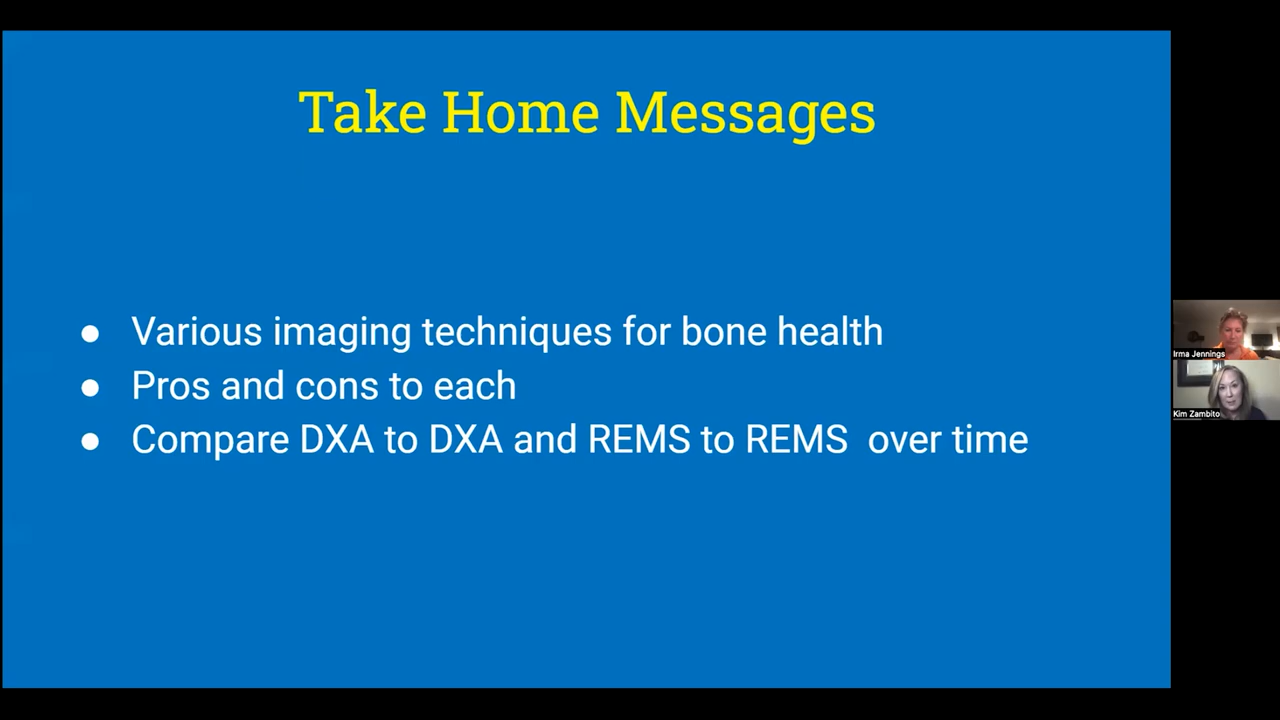 Take Home Messages
● Various imaging techniques for bone health
● Pros and cons to each
● Compare DXA to DXA and REMS to REMS  over time
Irma Jennings
Kim Zambito